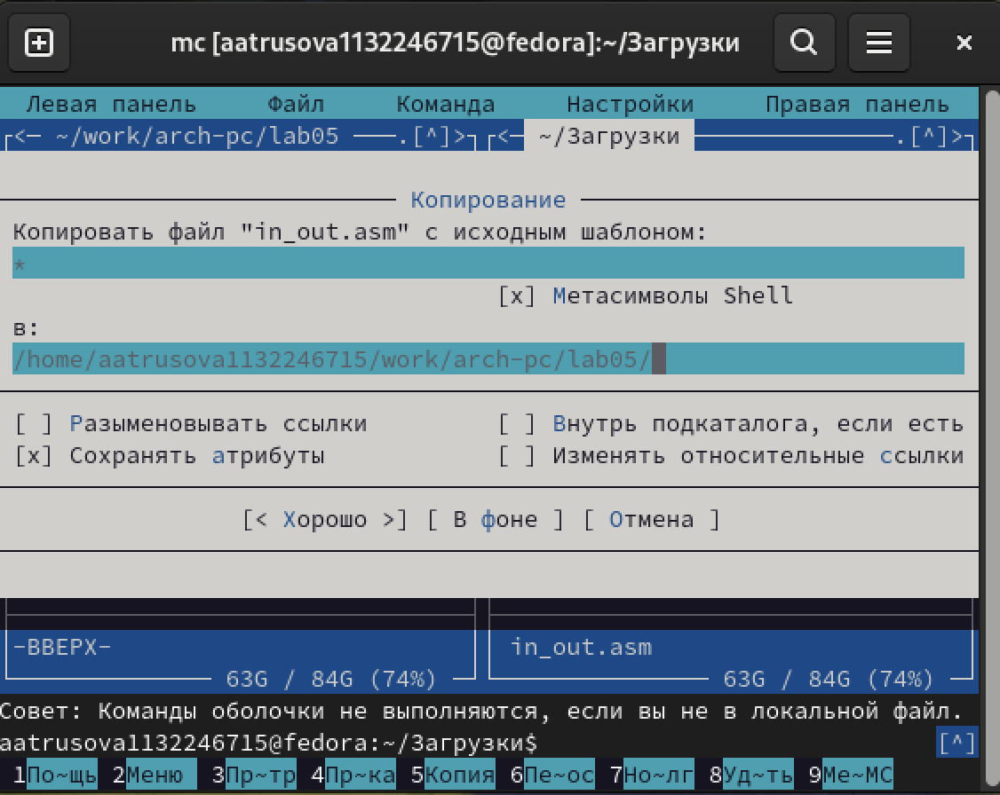 mc [aatrusova1132246715@fedora]:~/Загрузки
Левая панель Файл Команда Настройки Правая панель
<─ ~/work/arch-pc/lab05 ──.[^]> <─ ~/Загрузки ──.[^]>
Копирование
Копировать файл "in_out.asm" с исходным шаблоном:
*
[x] Метасимволы Shell
в:
/home/aatrusova1132246715/work/arch-pc/lab05/
[ ] Разыменовывать ссылки [ ] Внутрь подкаталога, если есть
[x] Сохранять атрибуты [ ] Изменять относительные ссылки
[< Хорошо >] [ В фоне ] [ Отмена ]
-ВВЕРХ- in_out.asm
63G / 84G (74%) 63G / 84G (74%)
Совет: Команды оболочки не выполняются, если вы не в локальной файл.
aatrusova1132246715@fedora:~/Загрузки$ [^]
1По~щь 2Меню 3Пр~тр 4Пр~ка 5Копия 6Пе~ос 7Но~лг 8Уд~ть 9Ме~МС